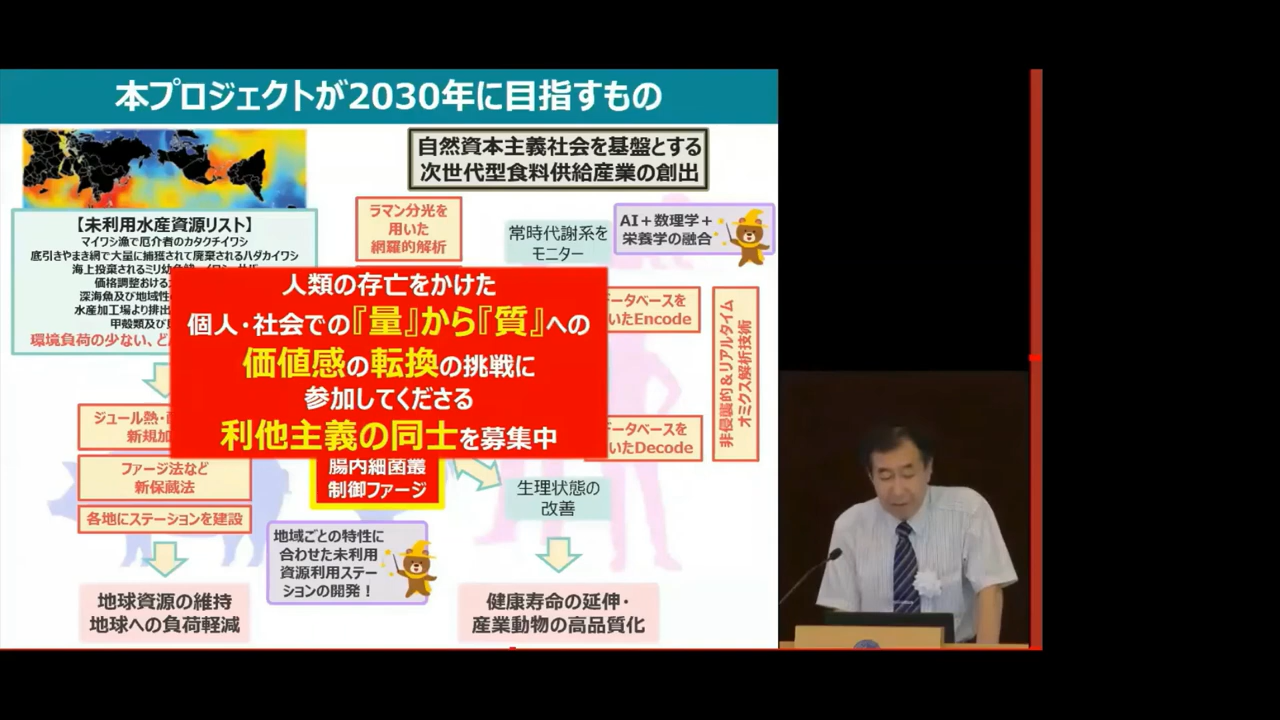 本プロジェクトが2030年に目指すもの
自然資本主義社会を基盤とする
次世代型食料供給産業の創出
【未利用水産資源リスト】
マイワシ漁で厄介者のカタクチイワシ
底引きやまき網で大量に捕獲されて廃棄されるハダカイワシ
海上投棄されるミリ幼魚
価格調整おける
深海魚及び地域性
水産加工場より排出
甲殻類及び
環境負荷の少ない、
ラマン分光を
用いた
網羅的解析
常時代謝系を
モニター
AI＋数理学＋
栄養学の融合
人類の存亡をかけた
個人・社会での『量』から『質』への
価値感の転換の挑戦に
参加してくださる
利他主義の同士を募集中
データベースを
いたEncode
非侵襲的＆リアルタイム
オミクス解析技術
ジュール熱・
新規加
データベースを
いたDecode
ファージ法など
新保蔵法
各地にステーションを建設
腸内細菌叢
制御ファージ
生理状態の
改善
地域ごとの特性に
合わせた未利用
資源利用ステー
ションの開発！
地球資源の維持
地球への負荷軽減
健康寿命の延伸・
産業動物の高品質化